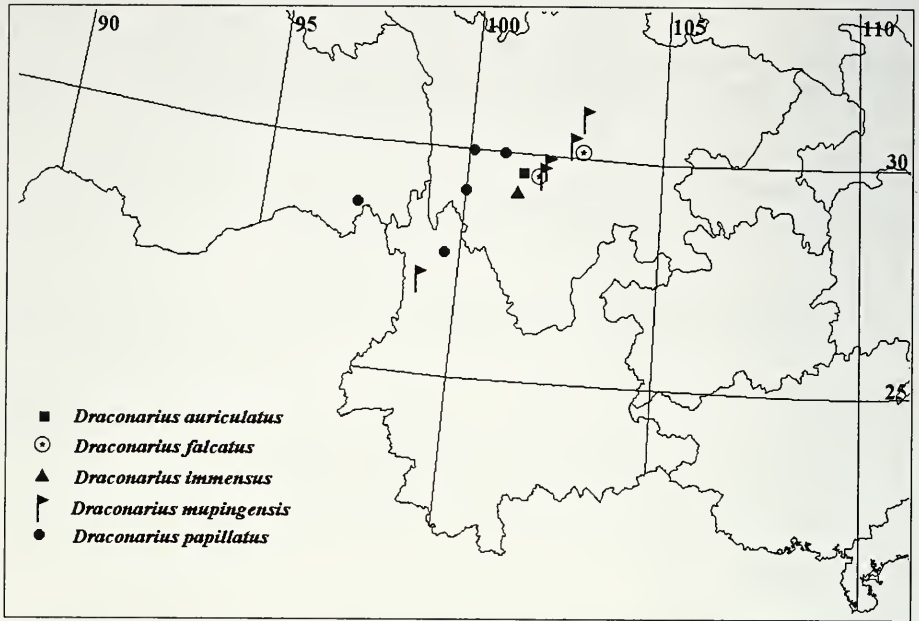 90
95
100
105
110
30
25
Draconarius auriculatus
Draconarius falcatus
Draconarius immensus
Draconarius mupingensis
Draconarius papillatus